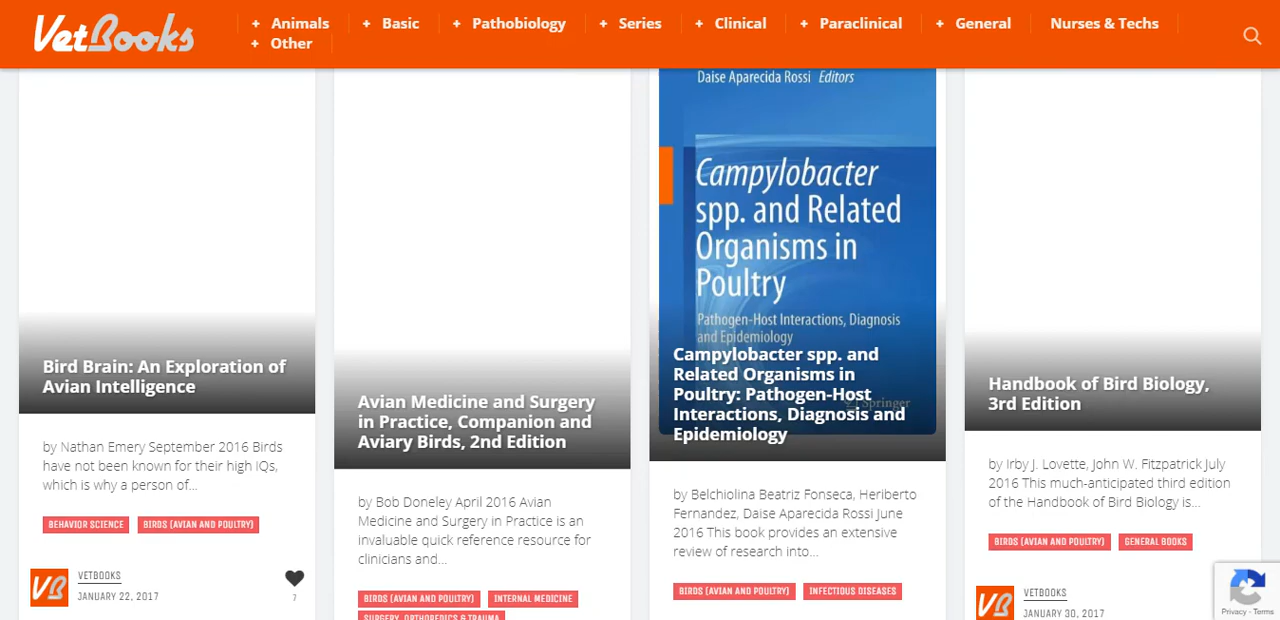 VetBooks
+ Animals + Basic + Pathobiology + Series + Clinical + Paraclinical + General Nurses & Techs
+ Other
Bird Brain: An Exploration of
Avian Intelligence
by Nathan Emery September 2016 Birds
have not been known for their high IQs,
which is why a person of...
BEHAVIOR SCIENCE BIRDS (AVIAN AND POULTRY)
VB VETBOOKS
JANUARY 22, 2017
7
Avian Medicine and Surgery
in Practice, Companion and
Aviary Birds, 2nd Edition
by Bob Doneley April 2016 Avian
Medicine and Surgery in Practice is an
invaluable quick reference resource for
clinicians and...
BIRDS (AVIAN AND POULTRY) INTERNAL MEDICINE
SURGERY, ORTHOPEDICS & TRAUMA
Daise Aparecida Rossi Editors
Campylobacter
spp. and Related
Organisms in
Poultry
Pathogen-Host Interactions, Diagnosis
and Epidemiology
Springer
Campylobacter spp. and
Related Organisms in
Poultry: Pathogen-Host
Interactions, Diagnosis and
Epidemiology
by Belchiolina Beatriz Fonseca, Heriberto
Fernandez, Daise Aparecida Rossi June
2016 This book provides an extensive
review of research into...
BIRDS (AVIAN AND POULTRY) INFECTIOUS DISEASES
Handbook of Bird Biology,
3rd Edition
by Irby J. Lovette, John W. Fitzpatrick July
2016 This much-anticipated third edition
of the Handbook of Bird Biology is...
BIRDS (AVIAN AND POULTRY) GENERAL BOOKS
VB VETBOOKS
JANUARY 30, 2017
Privacy - Terms